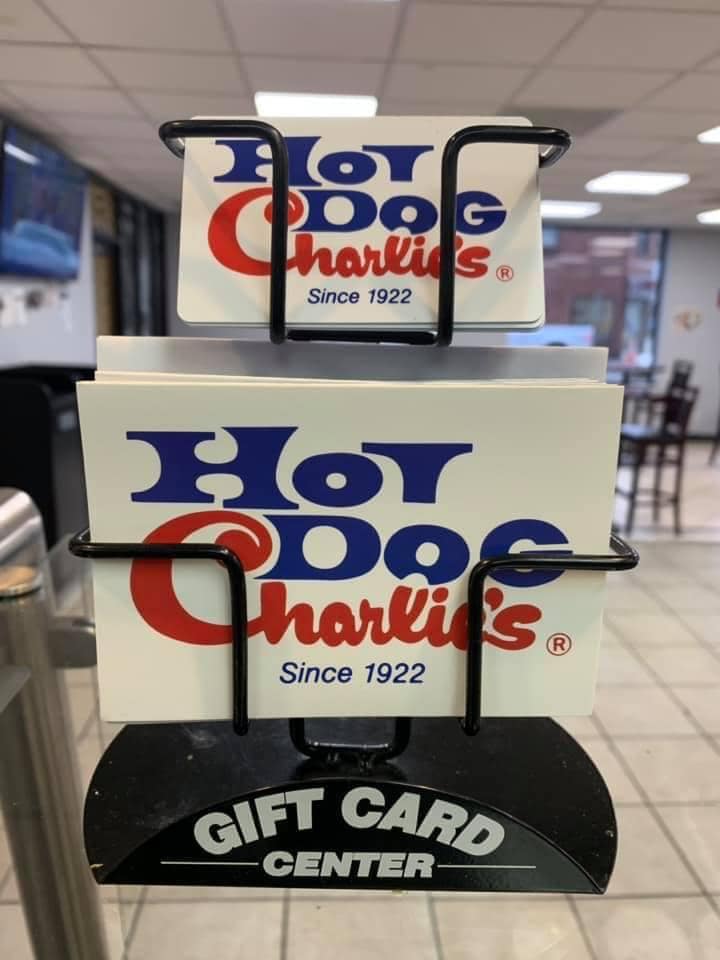 Hot
Dog
Charlie's ®
Since 1922
Hot
Dog
Charlie's ®
Since 1922
GIFT CARD
CENTER